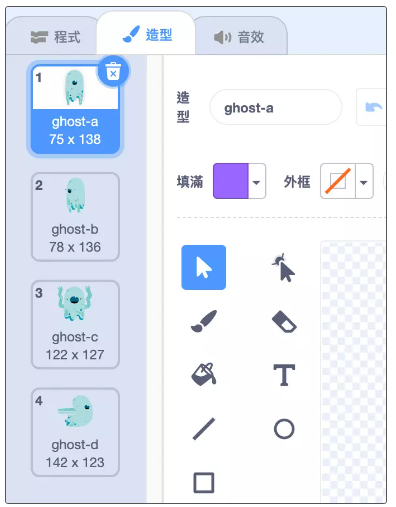 程式
造型
音效
1
ghost-a
75 x 138
2
ghost-b
78 x 136
3
ghost-c
122 x 127
4
ghost-d
142 x 123
造型
ghost-a
填滿
外框
T